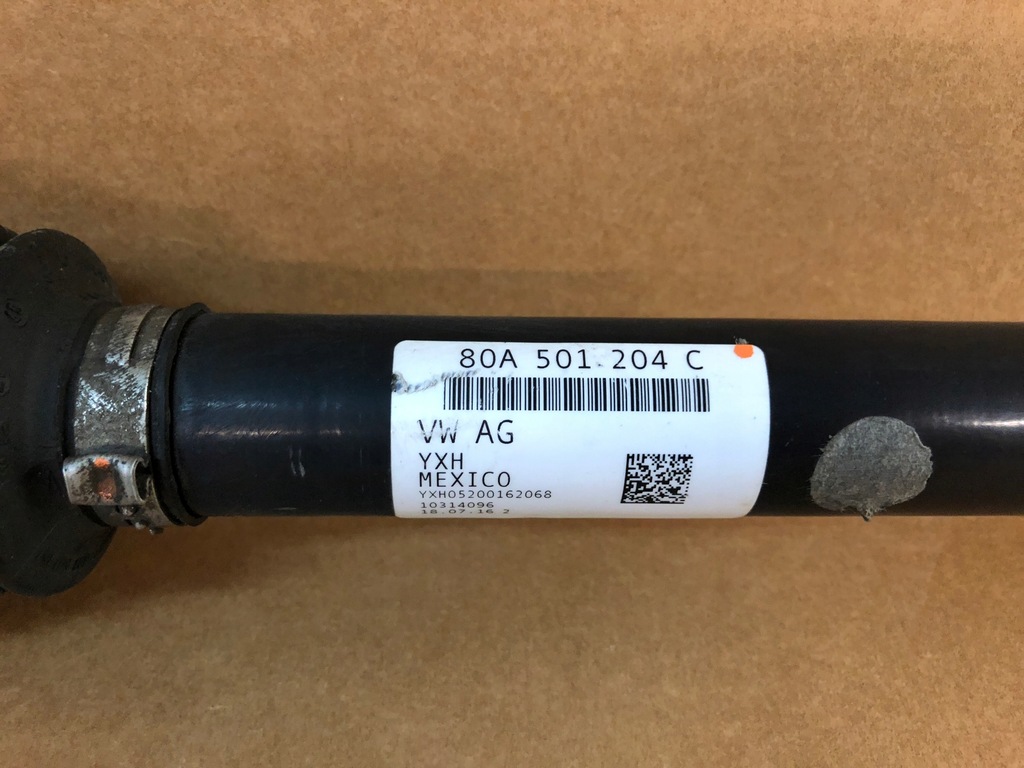 80A 501 204 C
VW AG
YXH
MEXICO
YXH05200162068
10314096
18.07.16 2